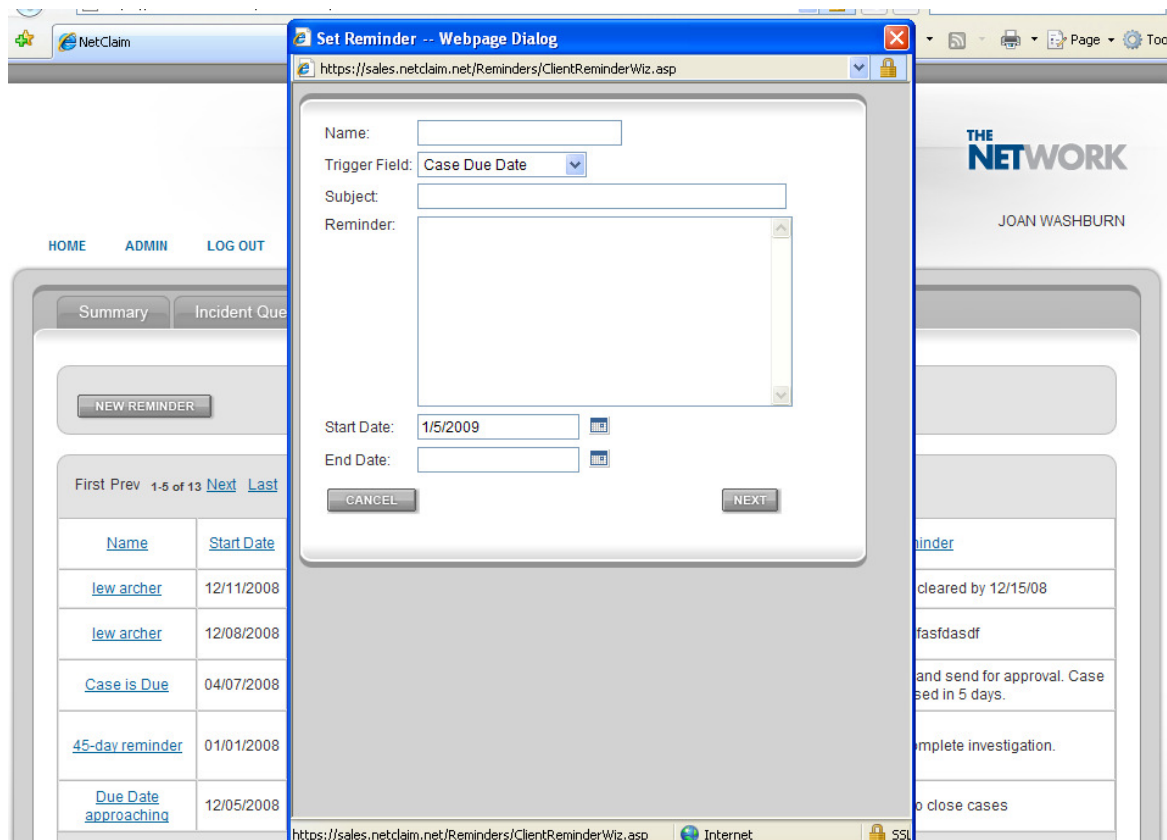 NetClaim
Set Reminder -- Webpage Dialog
Page
https://sales.netclaim.net/Reminders/ClientReminderWiz.asp
Name:
Trigger Field: Case Due Date
Subject:
Reminder:
THE
NETWORK
JOAN WASHBURN
HOME ADMIN LOG OUT
Summary Incident Que
NEW REMINDER
Start Date: 1/5/2009
End Date:
CANCEL NEXT
First Prev 1-5 of 13 Next Last
Name Start Date inder
lew archer 12/11/2008 cleared by 12/15/08
lew archer 12/08/2008 fasfdasdf
Case is Due 04/07/2008 and send for approval. Case
sed in 5 days.
45-day reminder 01/01/2008 mplete investigation.
Due Date
approaching 12/05/2008 o close cases
https://sales.netclaim.net/Reminders/ClientReminderWiz.asp Internet SSL